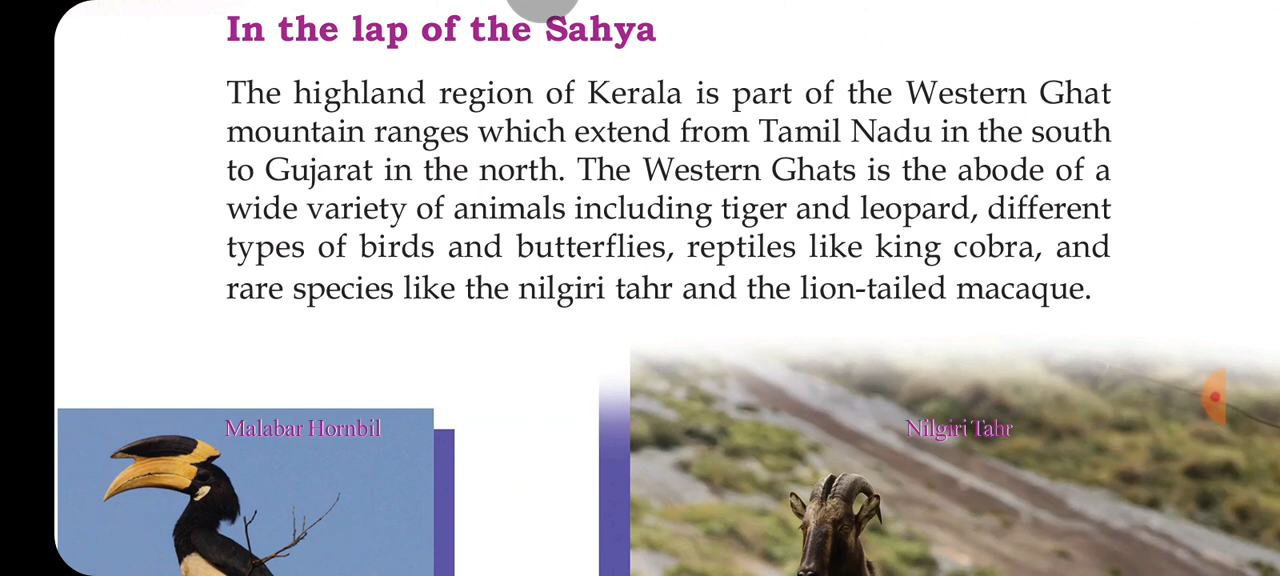 In the lap of the Sahya
The highland region of Kerala is part of the Western Ghat
mountain ranges which extend from Tamil Nadu in the south
to Gujarat in the north. The Western Ghats is the abode of a
wide variety of animals including tiger and leopard, different
types of birds and butterflies, reptiles like king cobra, and
rare species like the nilgiri tahr and the lion-tailed macaque.
Malabar Hornbil
Nilgiri Tahr